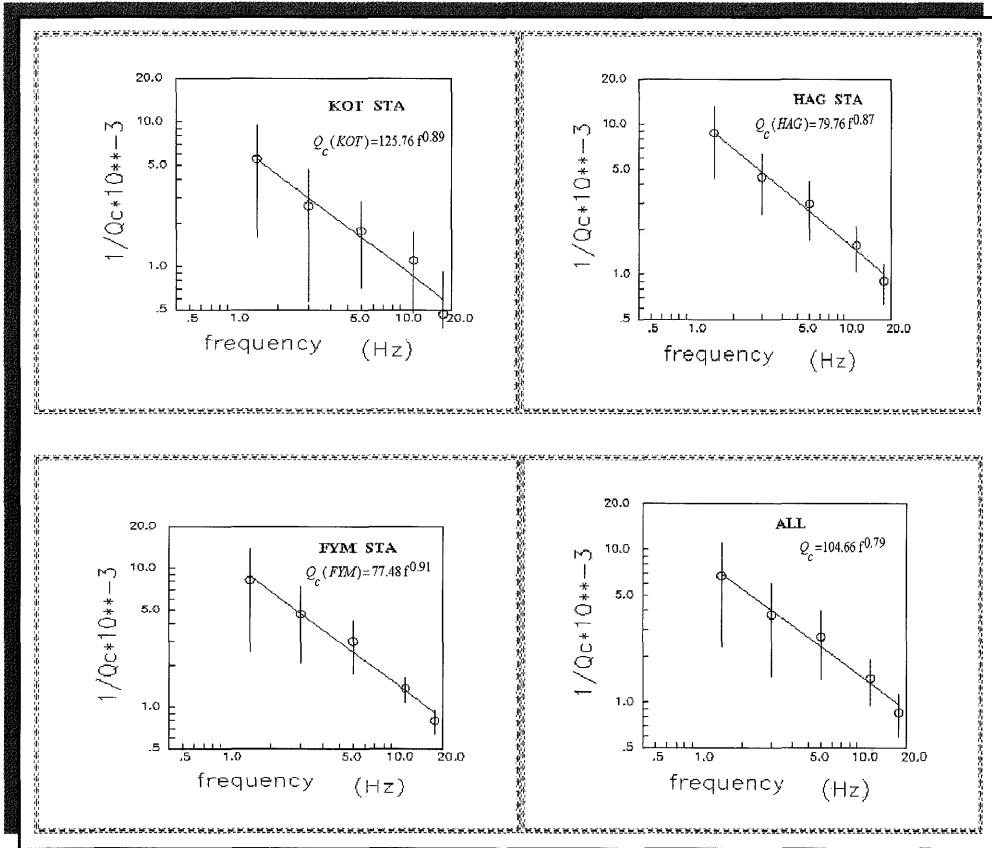 20.0
10.0
5.0
1.0
.5
1/Qc*10**-3
KOT STA
Q_c(KOT)=125.76 f^0.89
.5 1.0 5.0 10.0 20.0
frequency (Hz)
20.0
10.0
5.0
1.0
.5
1/Qc*10**-3
HAG STA
Q_c(HAG)=79.76 f^0.87
.5 1.0 5.0 10.0 20.0
frequency (Hz)
20.0
10.0
5.0
1.0
.5
1/Qc*10**-3
FYM STA
Q_c(FYM)=77.48 f^0.91
.5 1.0 5.0 10.0 20.0
frequency (Hz)
20.0
10.0
5.0
1.0
.5
1/Qc*10**-3
ALL
Q_c=104.66 f^0.79
.5 1.0 5.0 10.0 20.0
frequency (Hz)